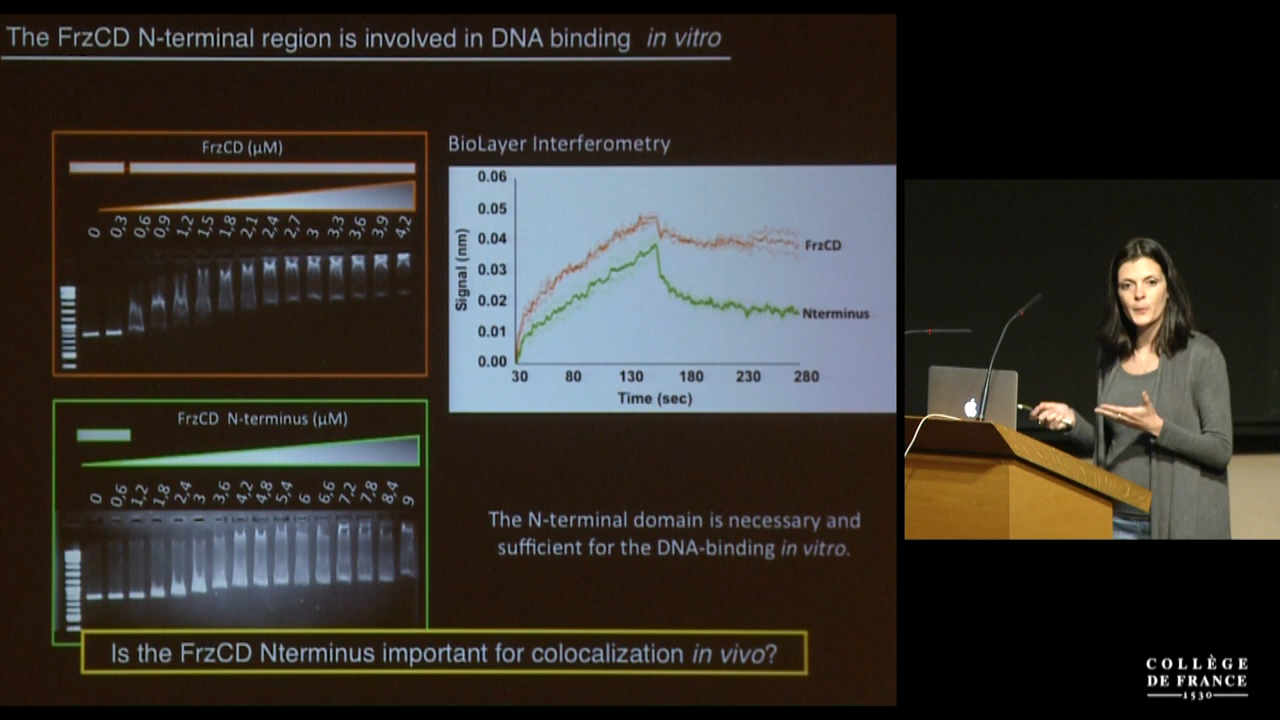 The FrzCD N-terminal region is involved in DNA binding in vitro
FrzCD (µM)
0 0,3 0,6 0,9 1,2 1,5 1,8 2,1 2,4 2,7 3 3,3 3,6 3,9 4,2
BioLayer Interferometry
0.06
0.05
0.04
0.03
0.02
0.01
0.00
Signal (nm)
FrzCD
Nterminus
30 80 130 180 230 280
Time (sec)
FrzCD N-terminus (µM)
0 0,6 1,2 1,8 2,4 3 3,6 4,2 4,8 5,4 6 6,6 7,2 7,8 8,4 9
The N-terminal domain is necessary and
sufficient for the DNA-binding in vitro.
Is the FrzCD Nterminus important for colocalization in vivo?
COLLÈGE
DE FRANCE
1530